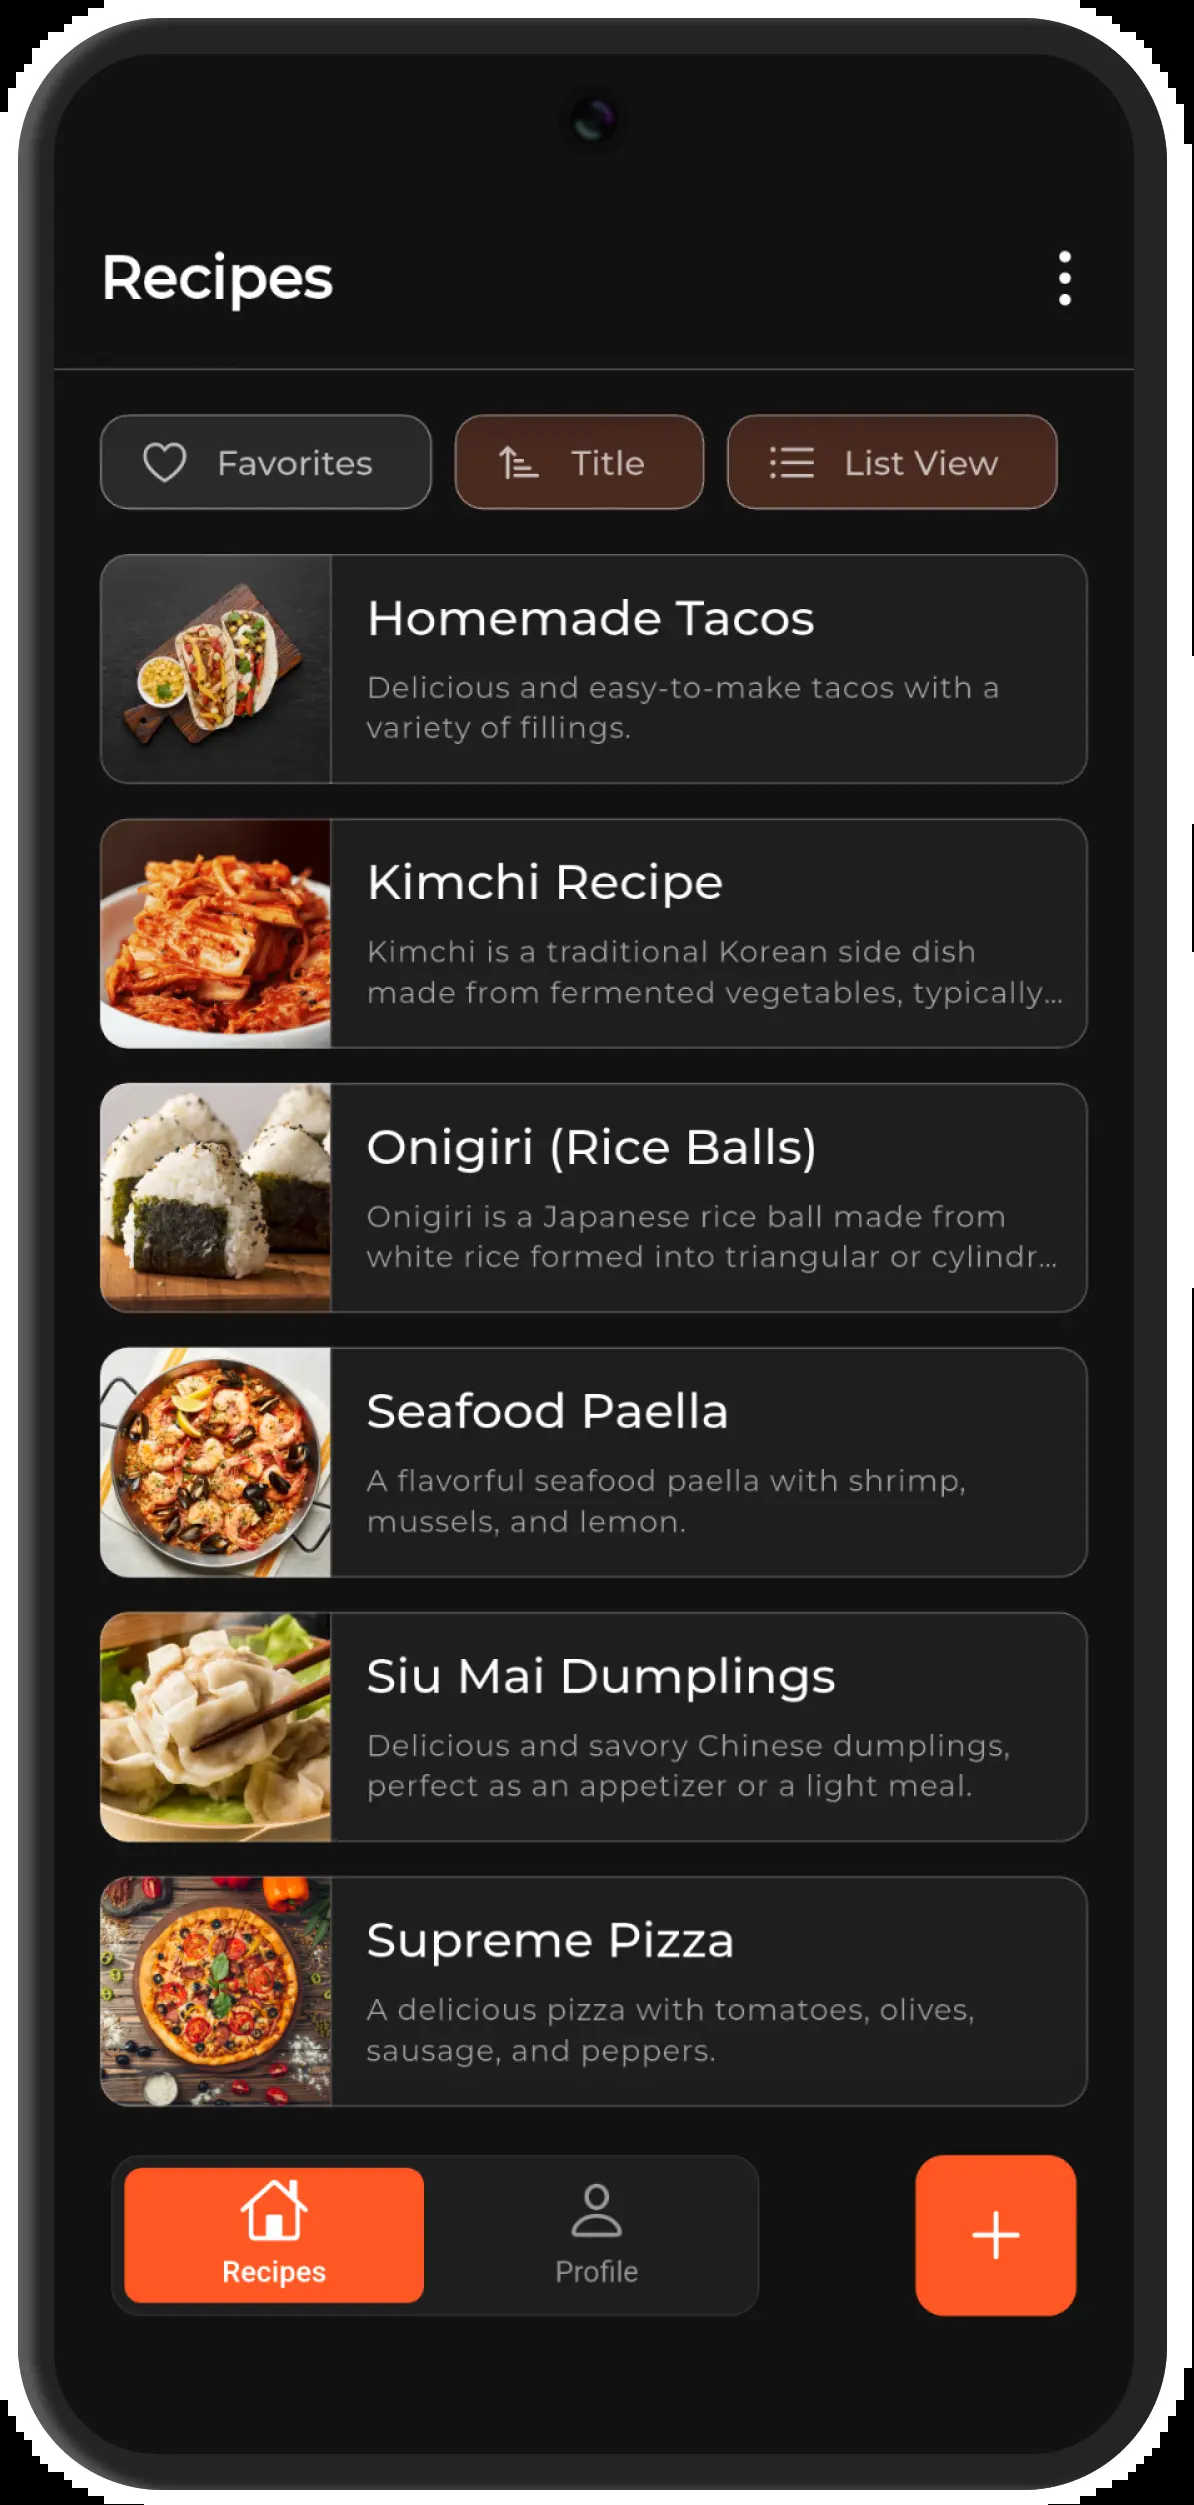 Recipes
Favorites
Title
List View
Homemade Tacos
Delicious and easy-to-make tacos with a
variety of fillings.
Kimchi Recipe
Kimchi is a traditional Korean side dish
made from fermented vegetables, typically...
Onigiri (Rice Balls)
Onigiri is a Japanese rice ball made from
white rice formed into triangular or cylindr...
Seafood Paella
A flavorful seafood paella with shrimp,
mussels, and lemon.
Siu Mai Dumplings
Delicious and savory Chinese dumplings,
perfect as an appetizer or a light meal.
Supreme Pizza
A delicious pizza with tomatoes, olives,
sausage, and peppers.
Recipes
Profile